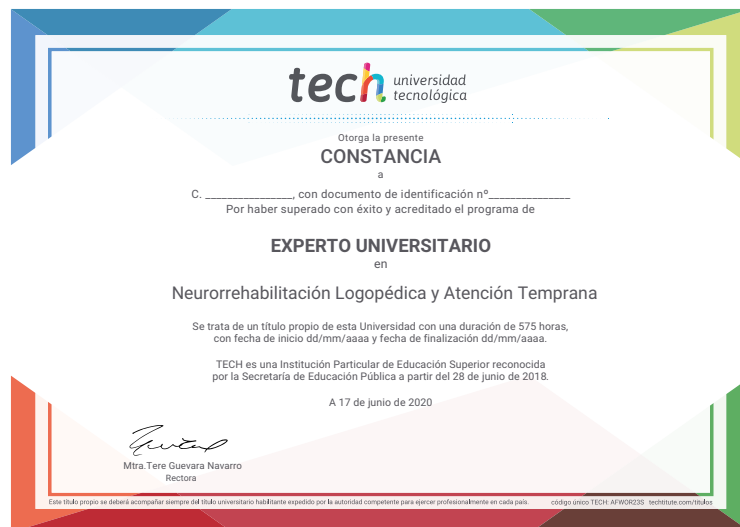 tech universidad
tecnológica
Otorga la presente
CONSTANCIA
a
C. ________________, con documento de identificación nº_______________
Por haber superado con éxito y acreditado el programa de
EXPERTO UNIVERSITARIO
en
Neurorrehabilitación Logopédica y Atención Temprana
Se trata de un título propio de esta Universidad con una duración de 575 horas,
con fecha de inicio dd/mm/aaaa y fecha de finalización dd/mm/aaaa.
TECH es una Institución Particular de Educación Superior reconocida
por la Secretaría de Educación Pública a partir del 28 de junio de 2018.
A 17 de junio de 2020
Mtra.Tere Guevara Navarro
Rectora
Este título propio se deberá acompañar siempre del título universitario habilitante expedido por la autoridad competente para ejercer profesionalmente en cada país. código único TECH: AFWOR23S techtitute.com/titulos